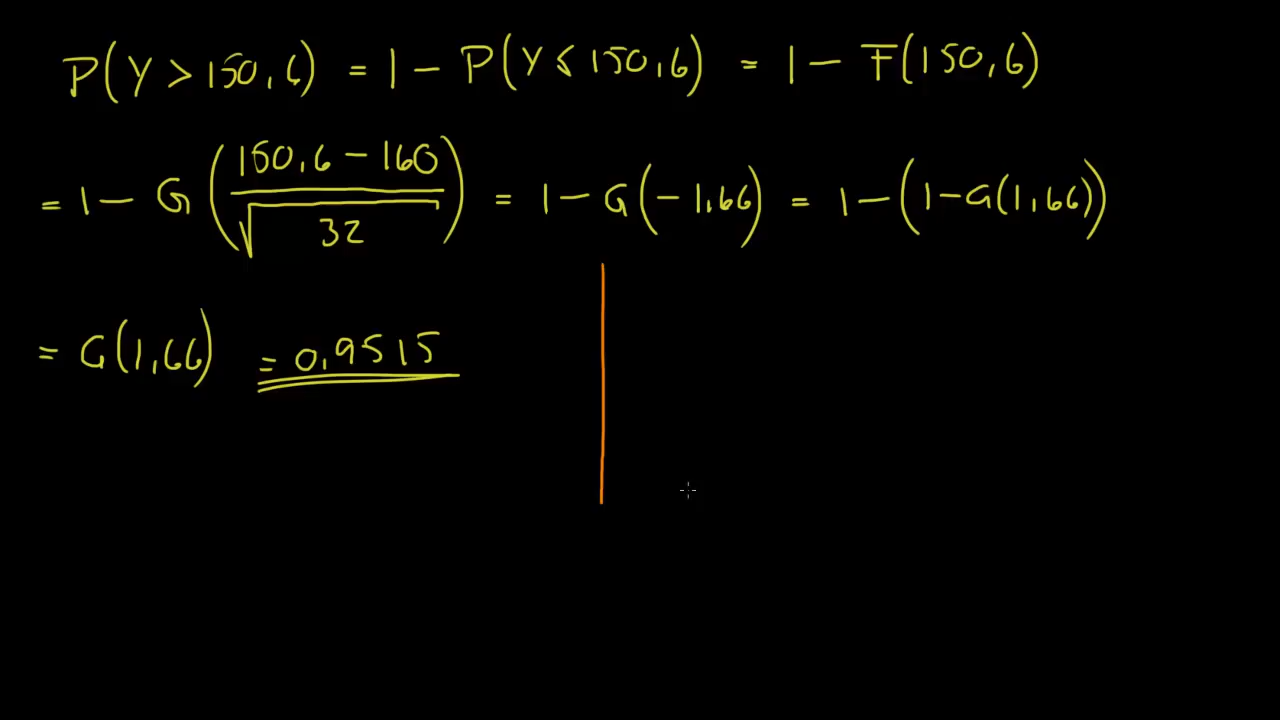 P(Y > 150,6) = 1 - P(Y ≤ 150,6) = 1 - F(150,6)
= 1 - G((150,6 - 160)/√32) = 1 - G(-1,66) = 1 - (1 - G(1,66))
= G(1,66) = 0,9515